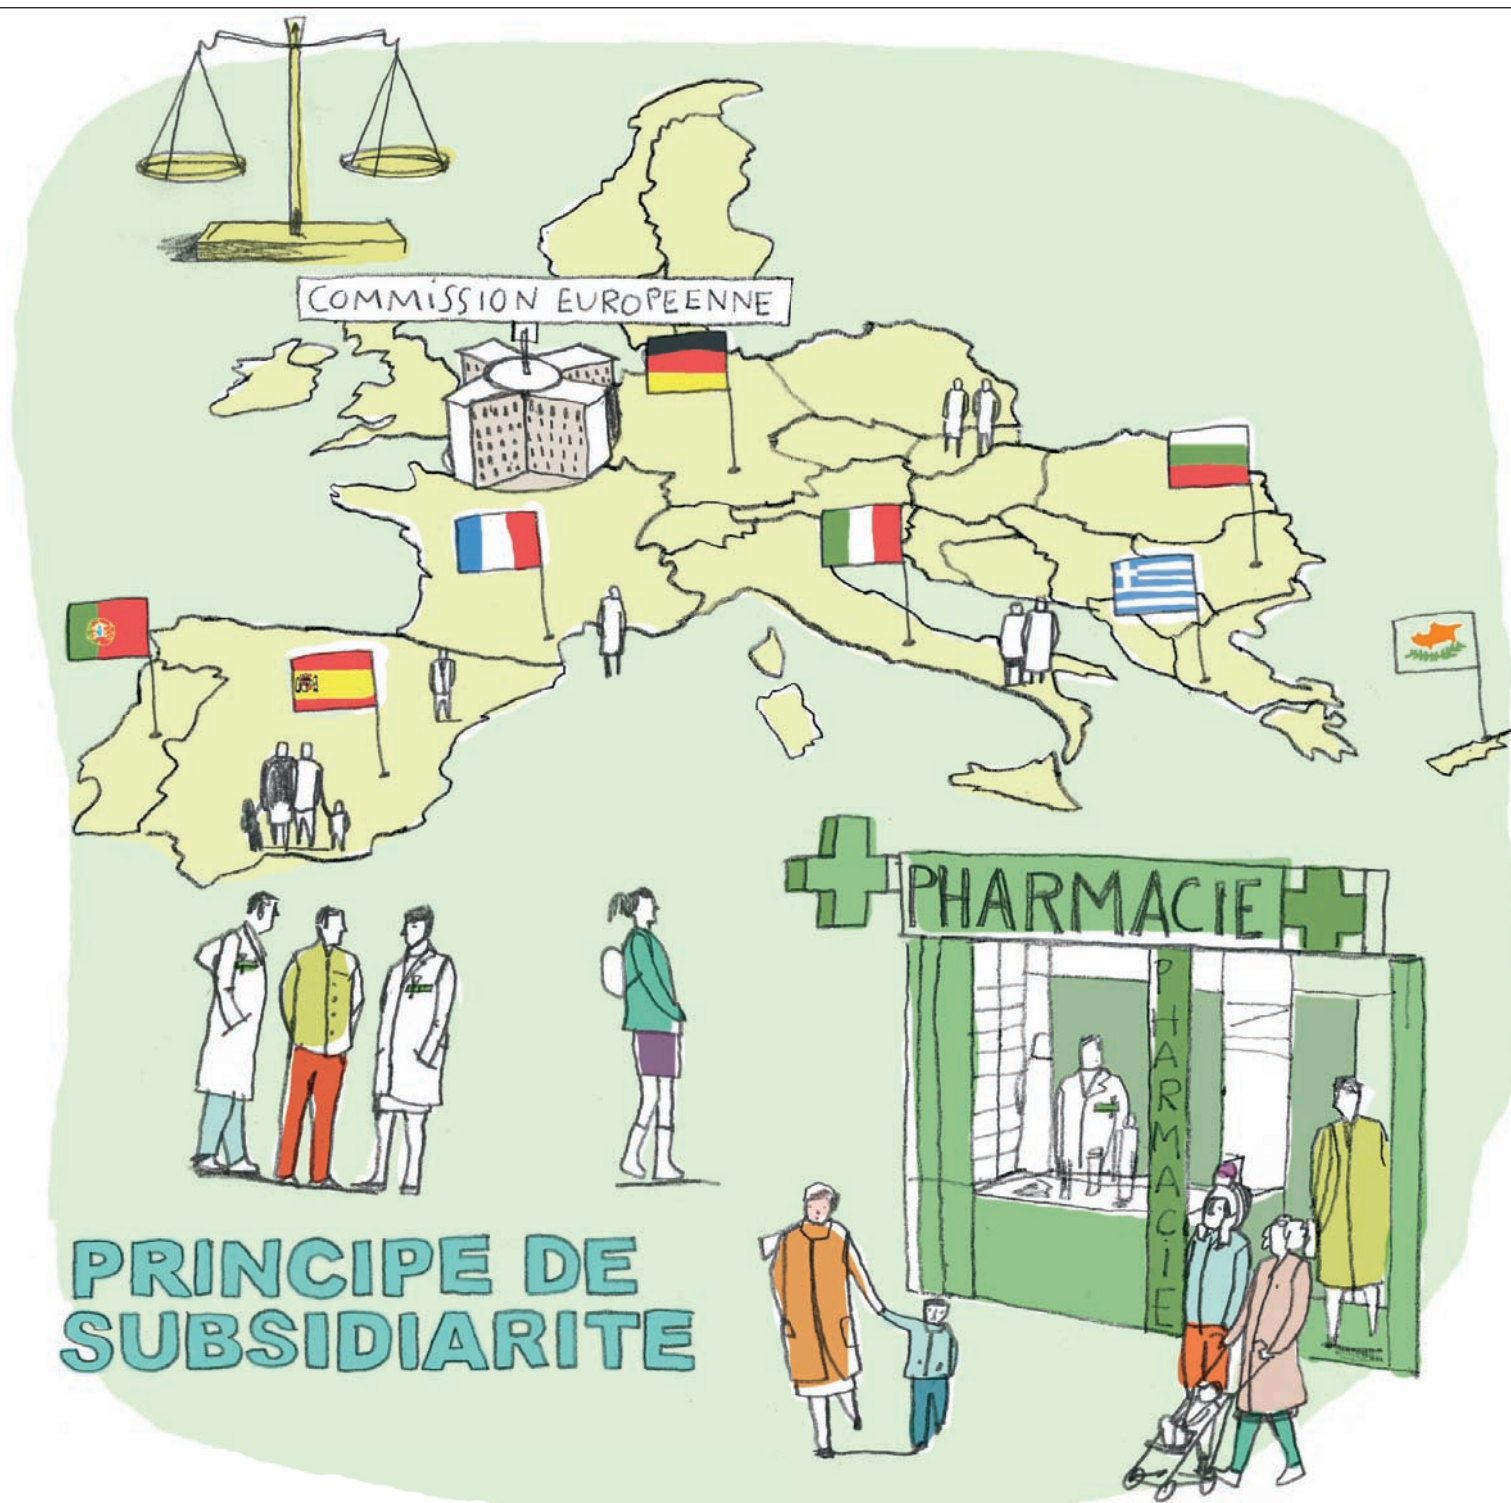 COMMiSSION EUROPEENNE
PHARMACIE
PHARMACiE
PRINCIPE DE
SUBSIDIARITE